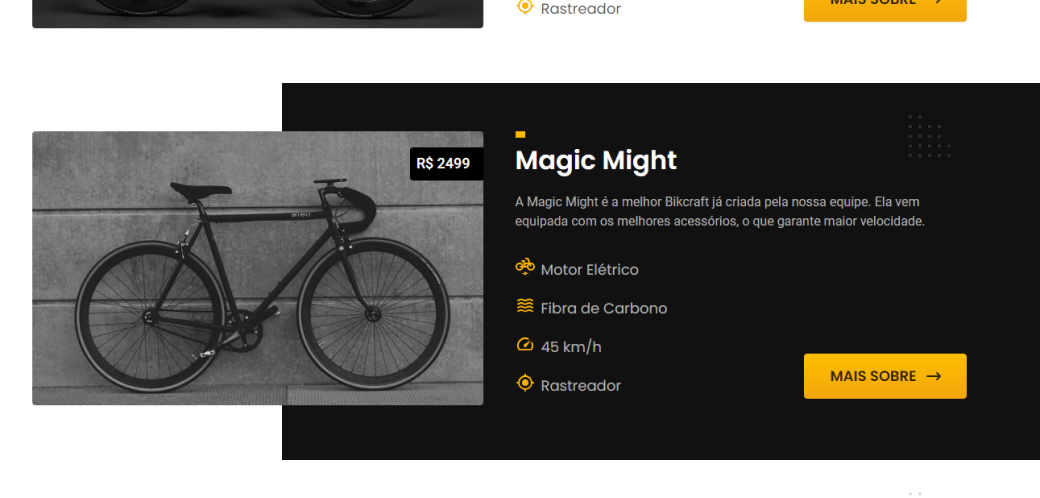 Rastreador
MAIS SOBRE →
R$ 2499
Magic Might
A Magic Might é a melhor Bikcraft já criada pela nossa equipe. Ela vem
equipada com os melhores acessórios, o que garante maior velocidade.
Motor Elétrico
Fibra de Carbono
45 km/h
Rastreador
MAIS SOBRE →